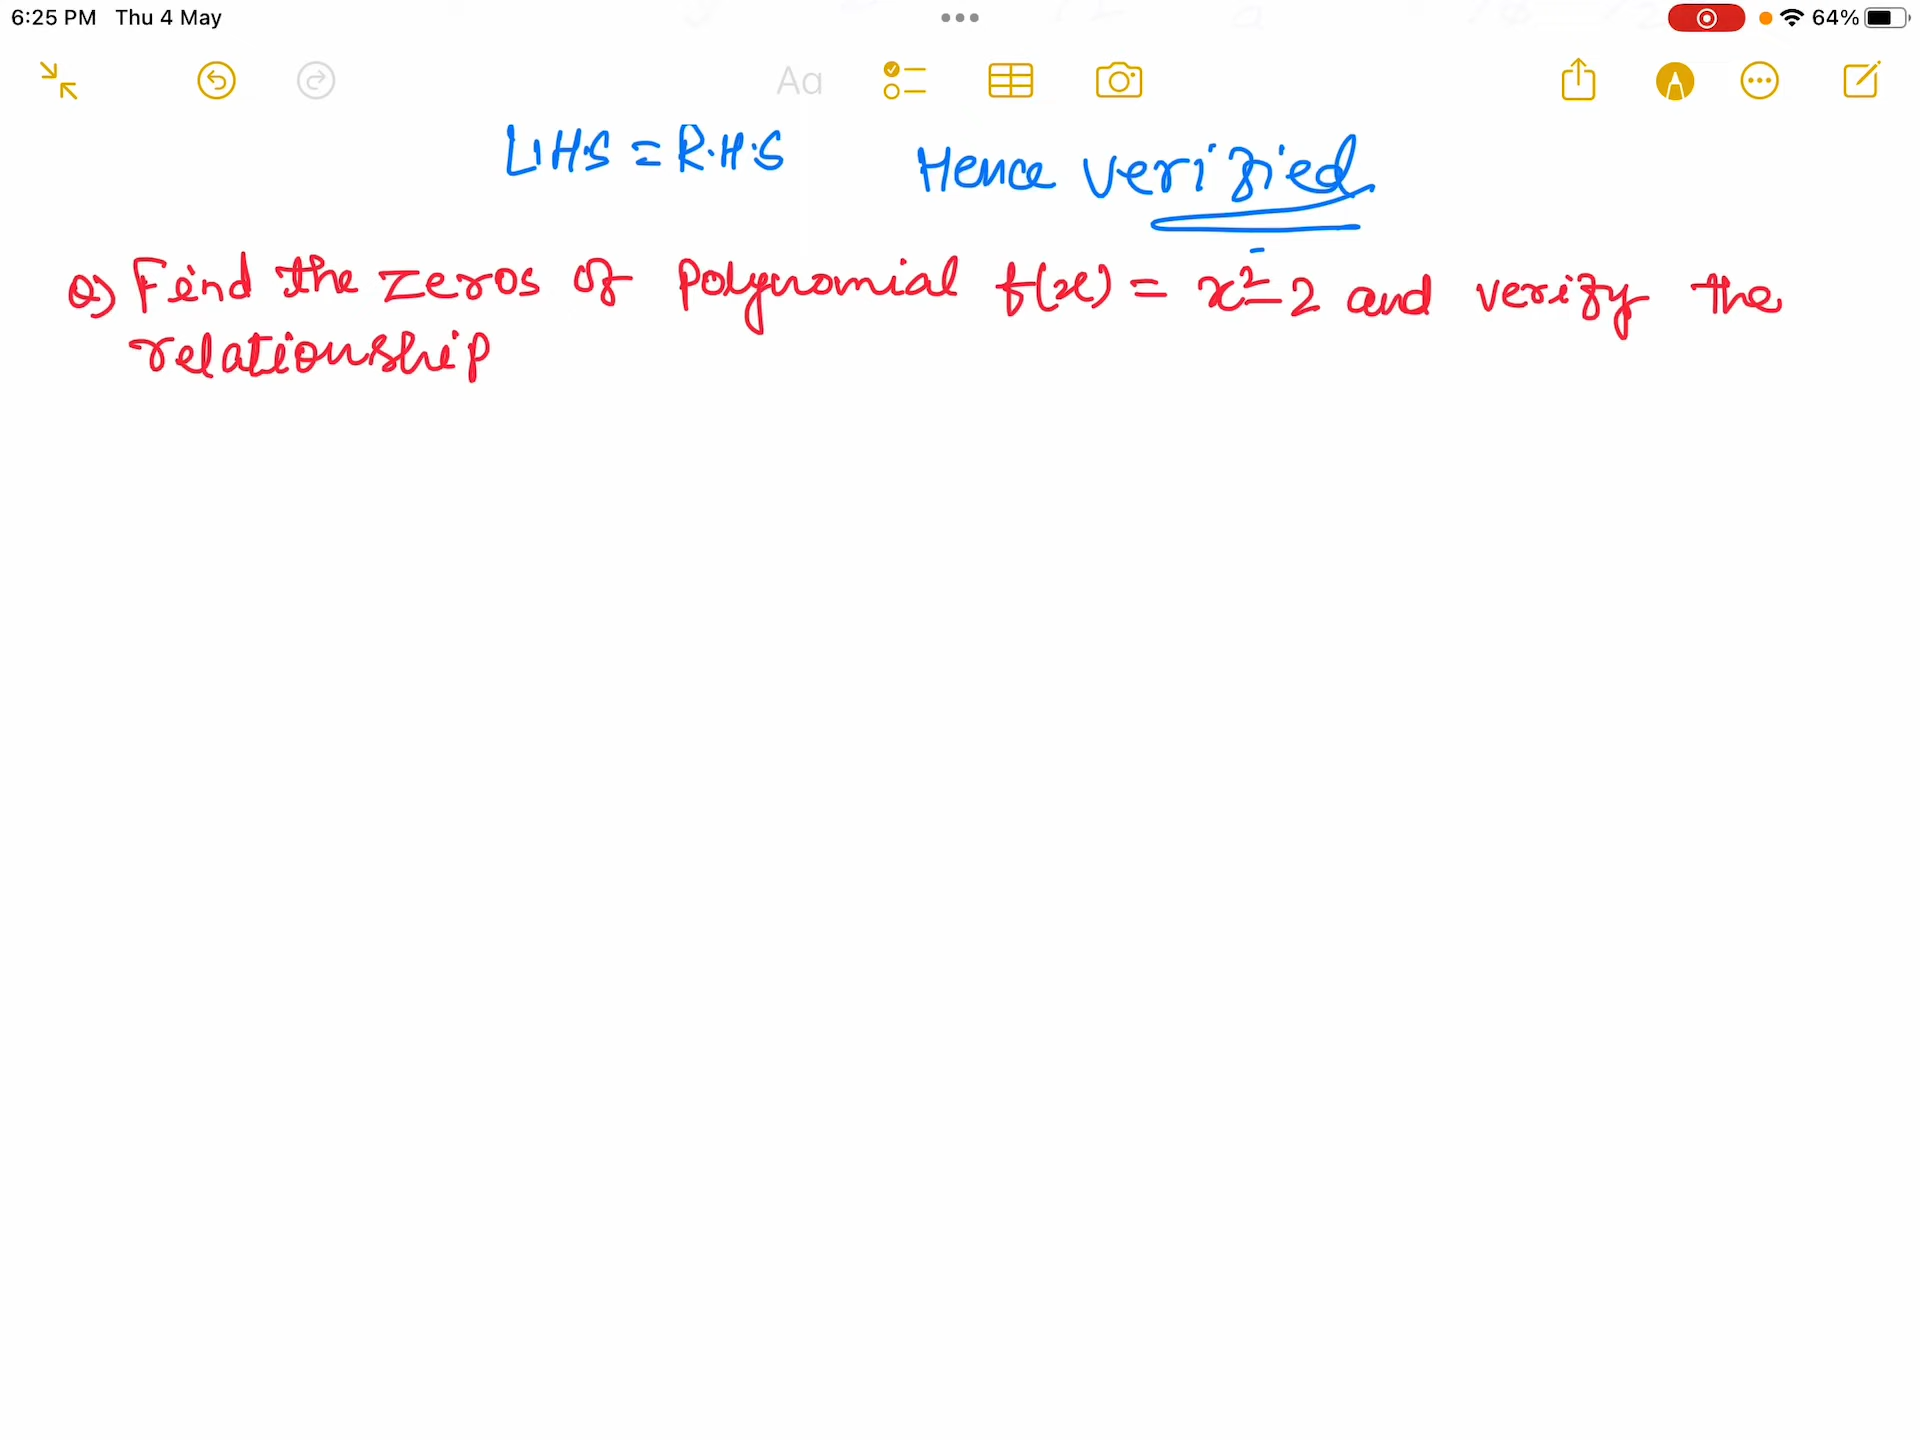 6:25 PM Thu 4 May
64%
Aa
L.H.S = R.H.S Hence verified
Q) Find the zeros of polynomial f(x) = x²-2 and verify the
relationship